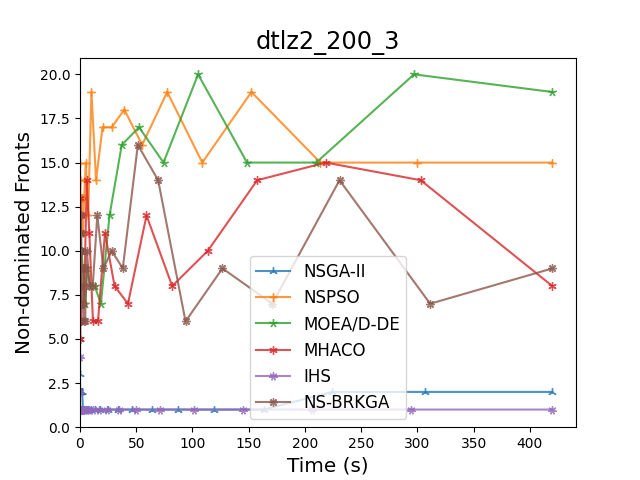 dtlz2_200_3
Non-dominated Fronts
20.0
17.5
15.0
12.5
10.0
7.5
5.0
2.5
0.0
NSGA-II
NSPSO
MOEA/D-DE
MHACO
IHS
NS-BRKGA
0 50 100 150 200 250 300 350 400
Time (s)